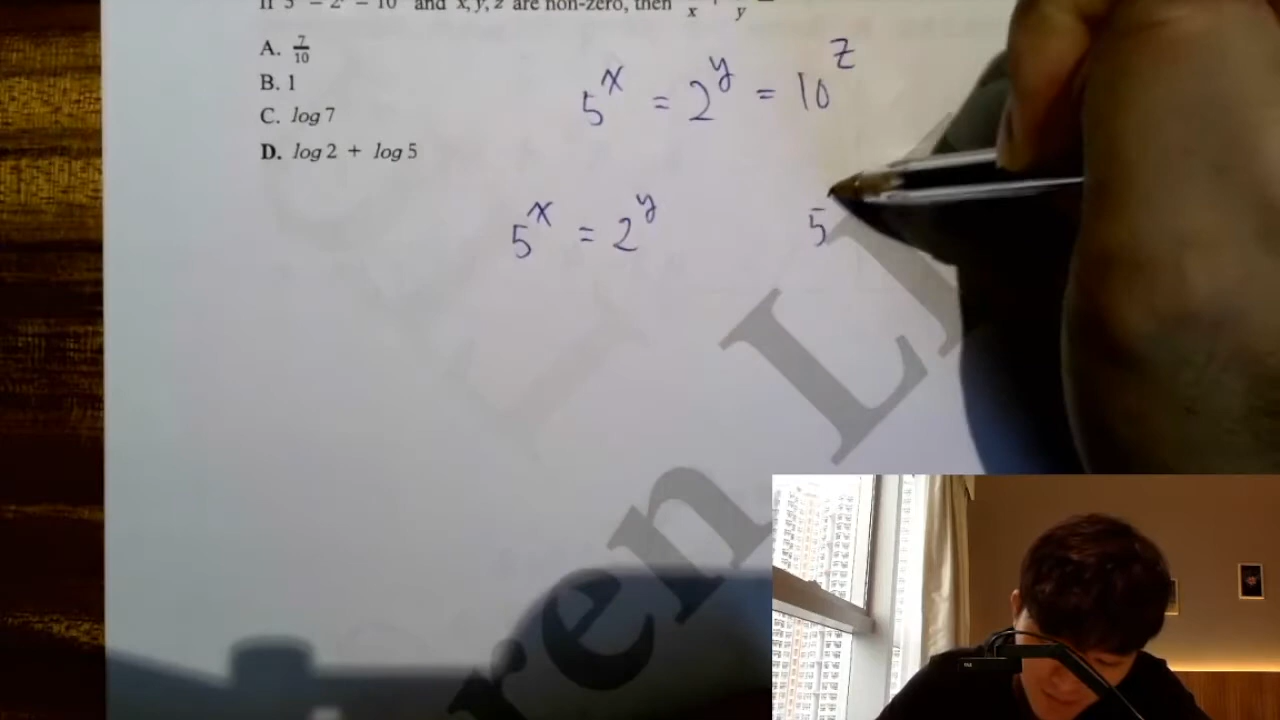 and x, y, z are non-zero, then
x y
A. 7/10
B. 1
C. log 7
D. log 2 + log 5
5^x = 2^y = 10^z
5^x = 2^y 5
ren L